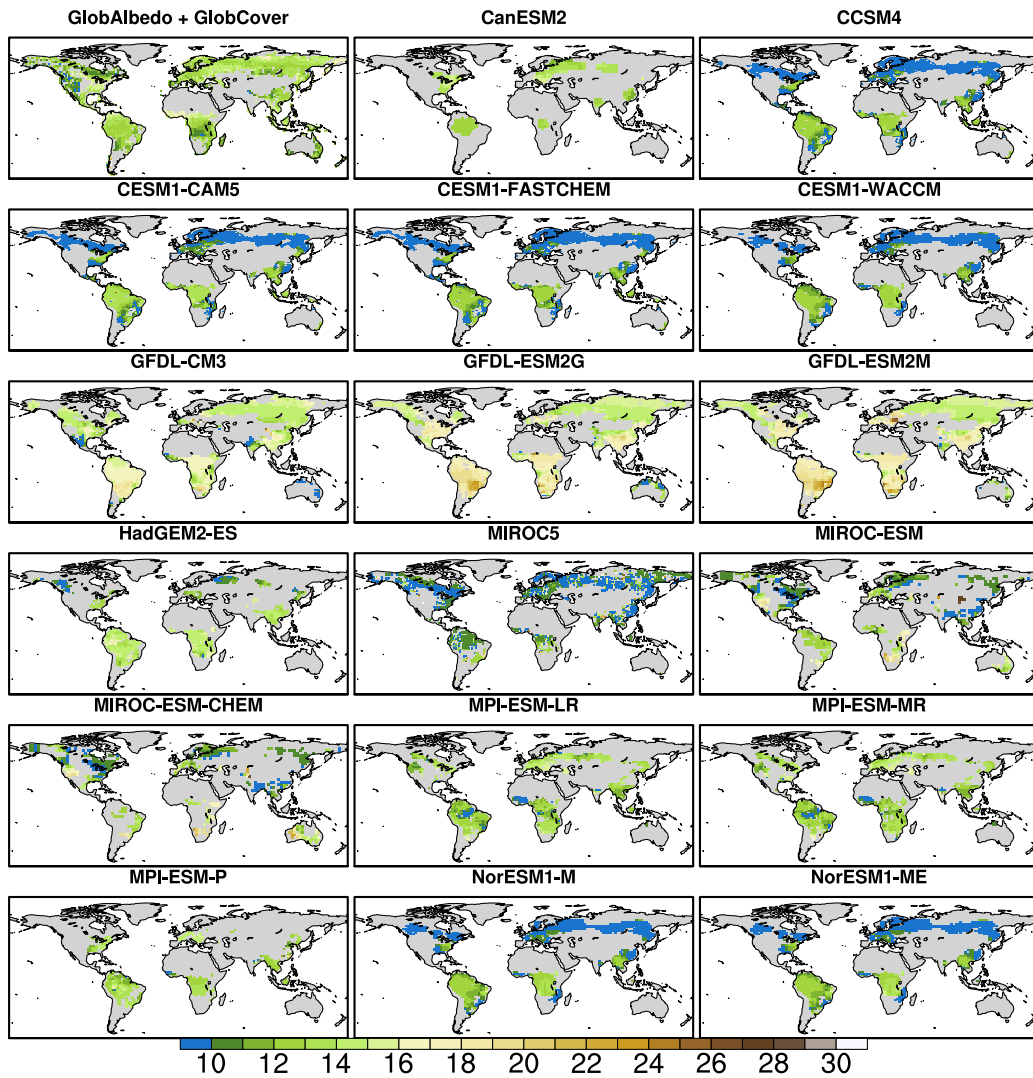 GlobAlbedo + GlobCover CanESM2 CCSM4
CESM1-CAM5 CESM1-FASTCHEM CESM1-WACCM
GFDL-CM3 GFDL-ESM2G GFDL-ESM2M
HadGEM2-ES MIROC5 MIROC-ESM
MIROC-ESM-CHEM MPI-ESM-LR MPI-ESM-MR
MPI-ESM-P NorESM1-M NorESM1-ME
10 12 14 16 18 20 22 24 26 28 30